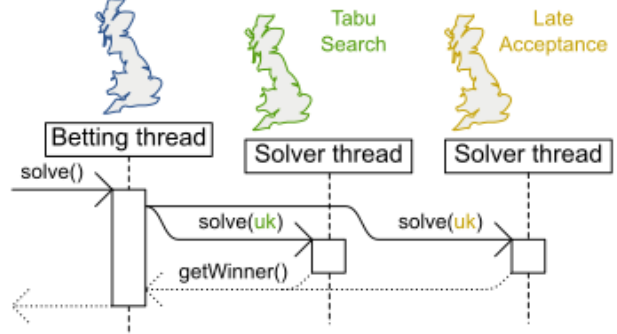 Tabu
Search
Late
Acceptance
Betting thread
Solver thread
Solver thread
solve()
solve(uk)
solve(uk)
getWinner()